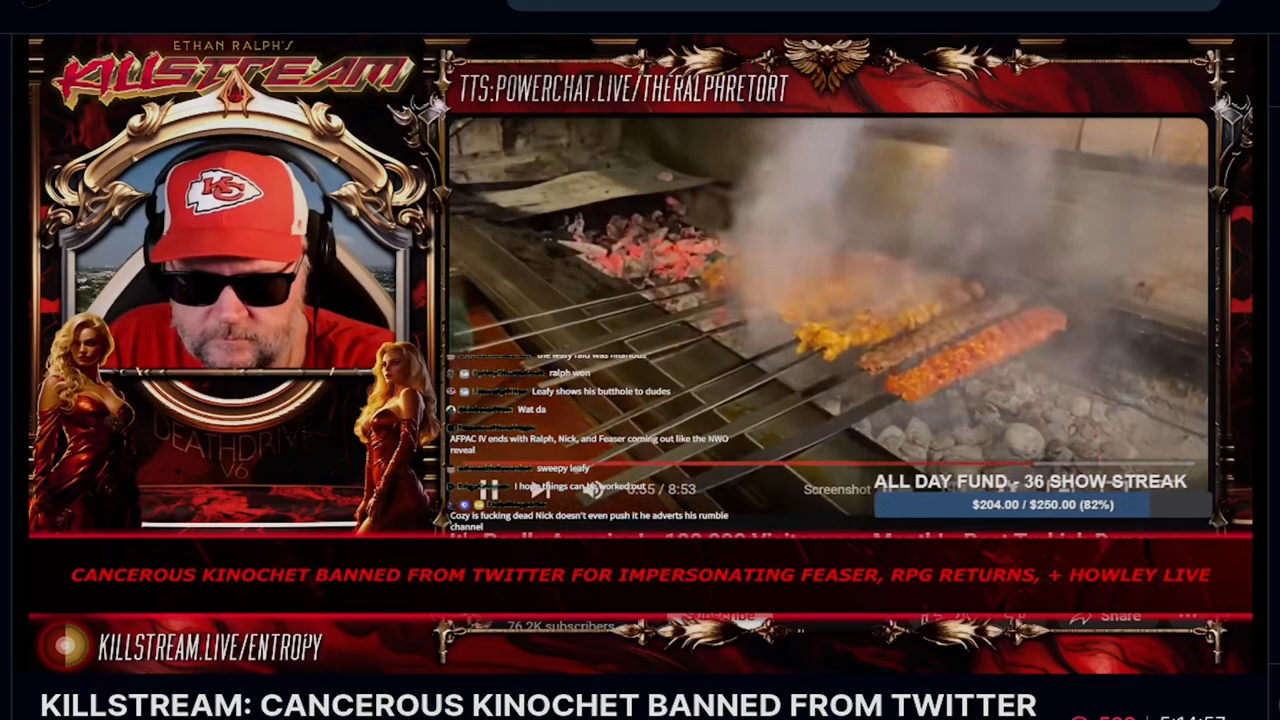 ETHAN RALPH'S
KILLSTREAM
TTS:POWERCHAT.LIVE/THERALPHRETORT
KC
the leafy raid was hilarious
ralph won
Leafy shows his butthole to dudes
Wat da
AFPAC IV ends with Ralph, Nick, and Feaser coming out like the NWO
reveal
sweepy leafy
I hope things can be worked out
Cozy is fucking dead Nick doesn't even push it he adverts his rumble
channel
6:55 / 8:53
Screenshot
ALL DAY FUND - 36 SHOW STREAK
$204.00 / $250.00 (82%)
DEATHDRIVE
V6
CANCEROUS KINOCHET BANNED FROM TWITTER FOR IMPERSONATING FEASER, RPG RETURNS, + HOWLEY LIVE
76.2K subscribers
Subscribe
Share
KILLSTREAM.LIVE/ENTROPY
KILLSTREAM: CANCEROUS KINOCHET BANNED FROM TWITTER